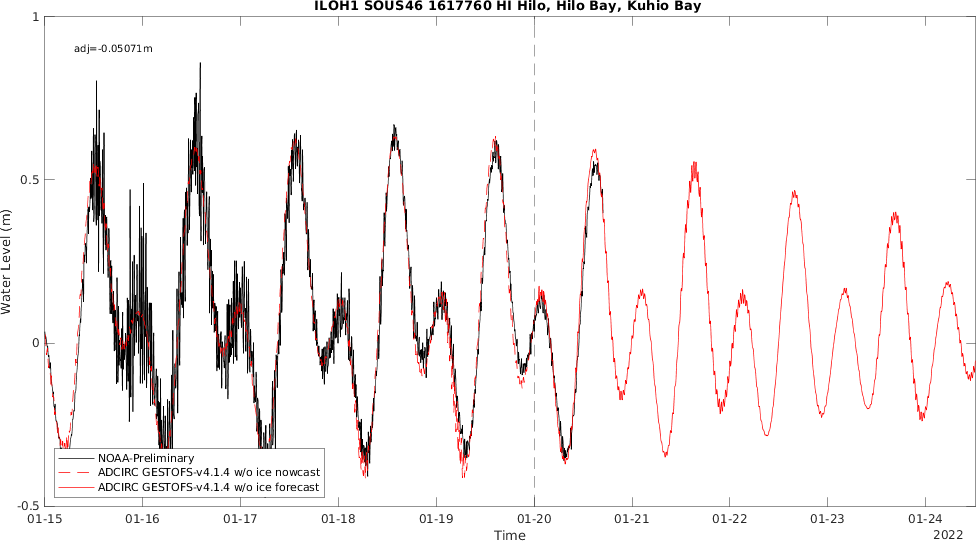 ILOH1 SOUS46 1617760 HI Hilo, Hilo Bay, Kuhio Bay
adj=-0.05071m
1
0.5
0
-0.5
Water Level (m)
NOAA-Preliminary
ADCIRC GESTOFS-v4.1.4 w/o ice nowcast
ADCIRC GESTOFS-v4.1.4 w/o ice forecast
01-15 01-16 01-17 01-18 01-19 01-20 01-21 01-22 01-23 01-24
Time
2022